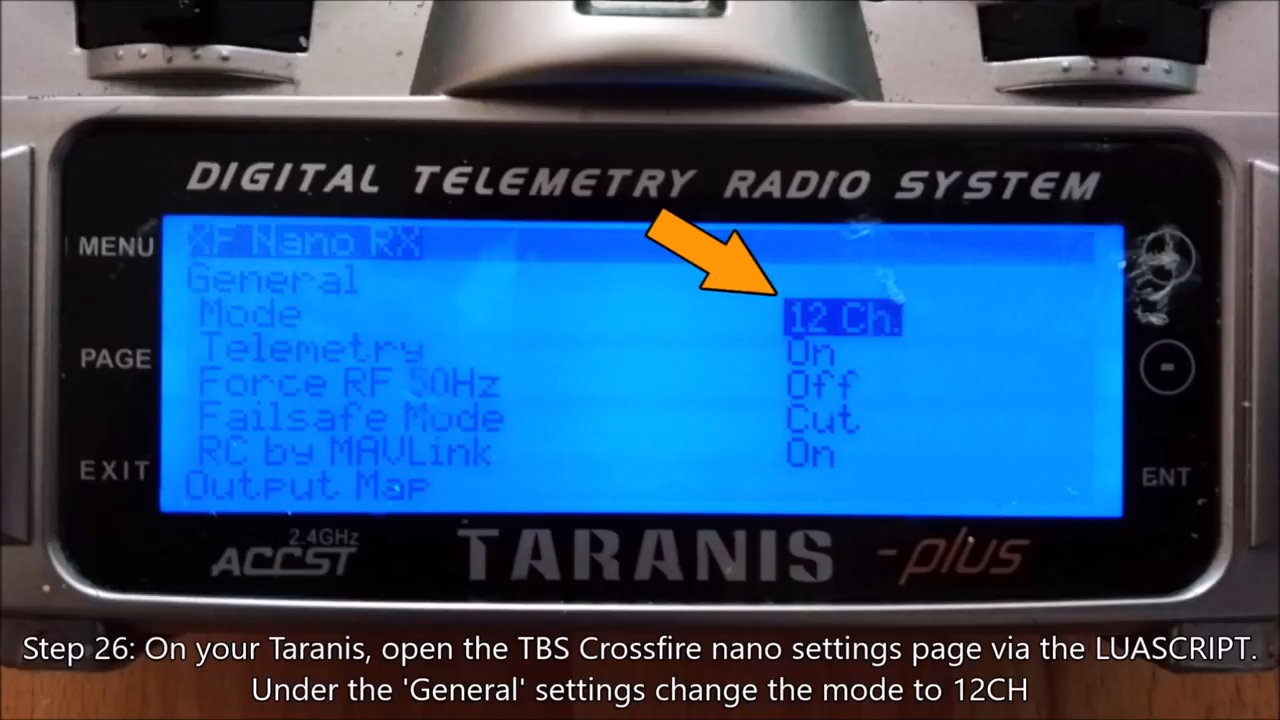 DIGITAL TELEMETRY RADIO SYSTEM
MENU
PAGE
EXIT
XF Nano RX
General
Mode 12 Ch.
Telemetry On
Force RF 50Hz Off
Failsafe Mode Cut
RC by MAVLink On
Output Map
-
ENT
2.4GHz
ACCST
TARANIS -plus
Step 26: On your Taranis, open the TBS Crossfire nano settings page via the LUASCRIPT.
Under the 'General' settings change the mode to 12CH